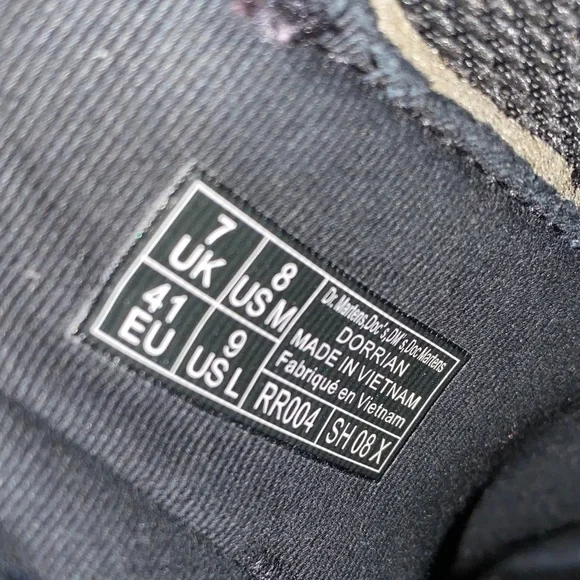 7
UK
8
US M
Dr. Martens,Doc's,DM's,DocMartens
DORRIAN
MADE IN VIETNAM
Fabriqué en Vietnam
41
EU
9
US L
RR004
SH 08 X